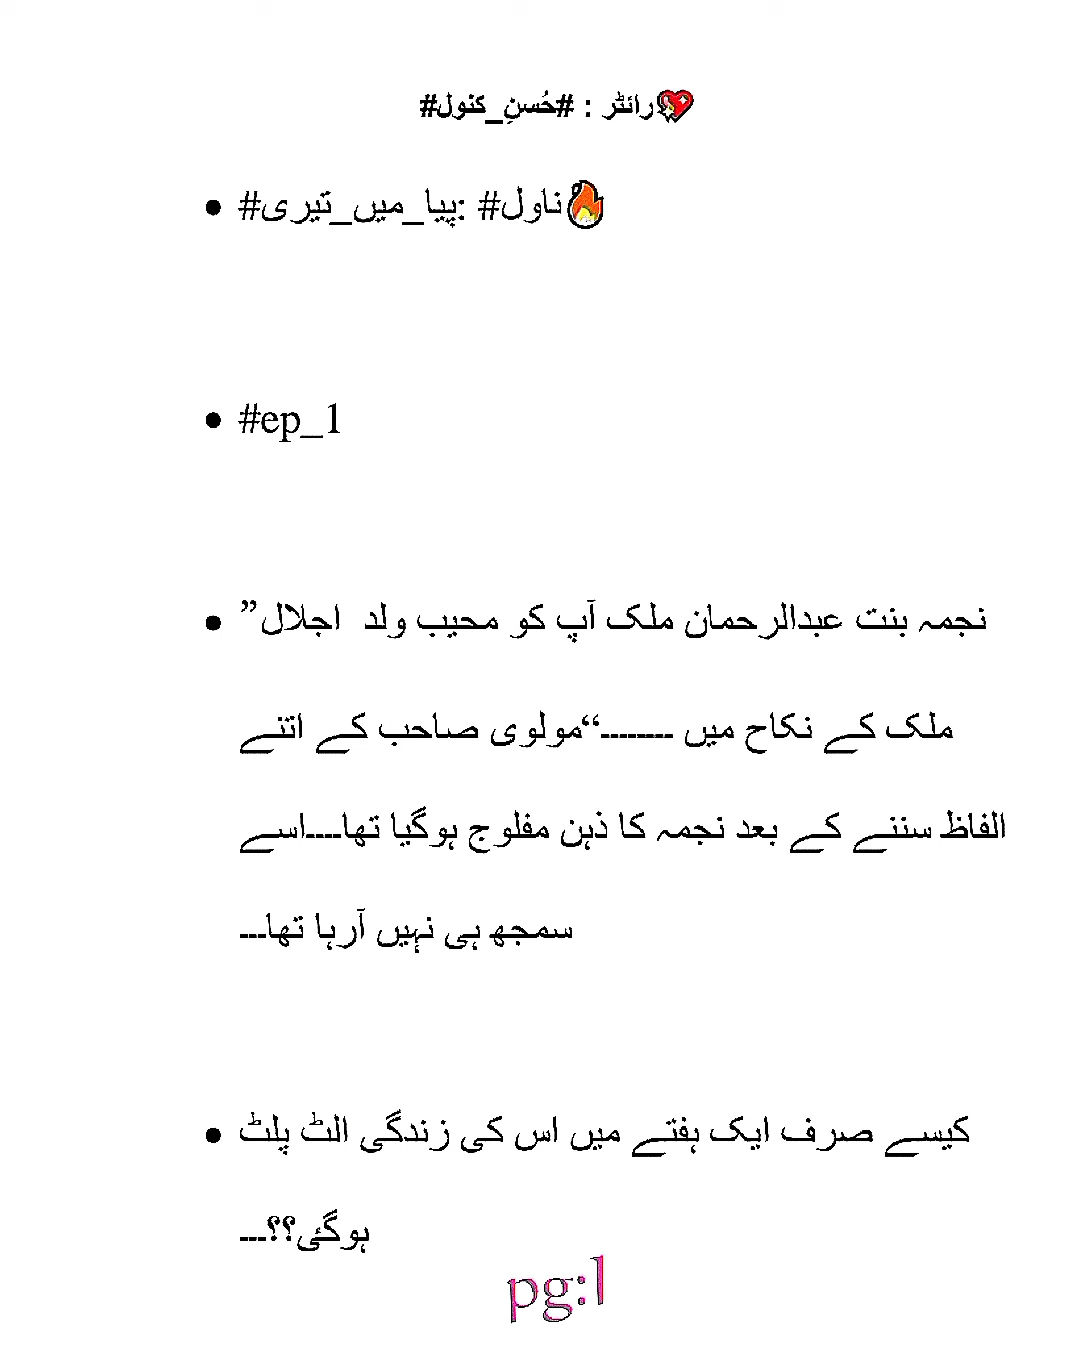 💖رائٹر : #حُسنِ_کنول#
• #ناول🔥 #پیا_میں_تیری:
• #ep_1
• ”نجمہ بنت عبدالرحمان ملک آپ کو محیب ولد اجلال
ملک کے نکاح میں ۔۔۔۔۔۔۔۔“مولوی صاحب کے اتنے
الفاظ سننے کے بعد نجمہ کا ذہن مفلوج ہوگیا تھا۔۔۔۔اسے
سمجھ ہی نہیں آرہا تھا۔۔۔
• کیسے صرف ایک ہفتے میں اس کی زندگی الٹ پلٹ
ہوگئی؟؟۔۔۔
pg:1